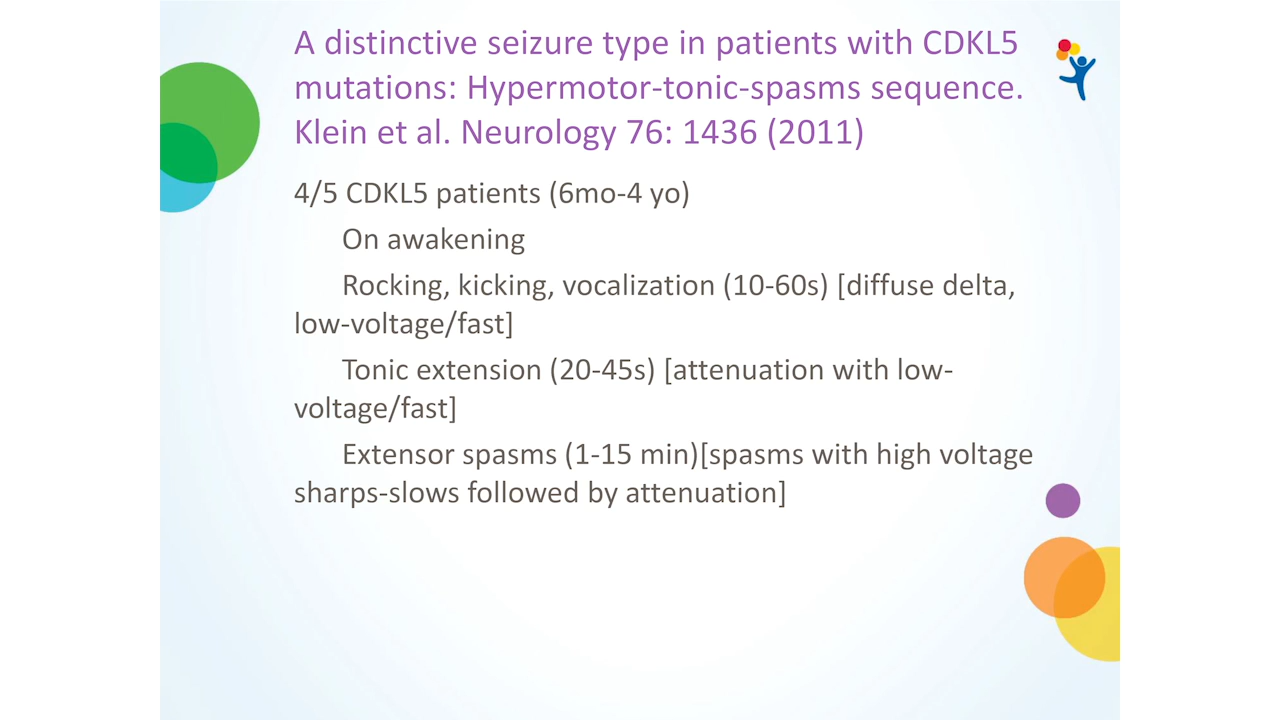 A distinctive seizure type in patients with CDKL5
mutations: Hypermotor-tonic-spasms sequence.
Klein et al. Neurology 76: 1436 (2011)
4/5 CDKL5 patients (6mo-4 yo)
On awakening
Rocking, kicking, vocalization (10-60s) [diffuse delta,
low-voltage/fast]
Tonic extension (20-45s) [attenuation with low-
voltage/fast]
Extensor spasms (1-15 min)[spasms with high voltage
sharps-slows followed by attenuation]